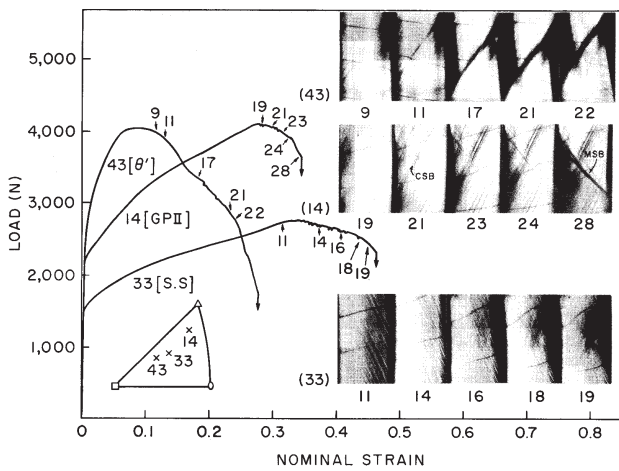 5,000
4,000
3,000
2,000
1,000
0
LOAD (N)
0 0.1 0.2 0.3 0.4 0.5 0.6 0.7 0.8
NOMINAL STRAIN
9
11
43[θ']
17
21
22
14[GPII]
19
21
23
24
28
(14)
33[S.S]
11
14
16
18
19
14
33
43
(43)
9 11 17 21 22
CSB
MSB
19 21 23 24 28
(33)
11 14 16 18 19